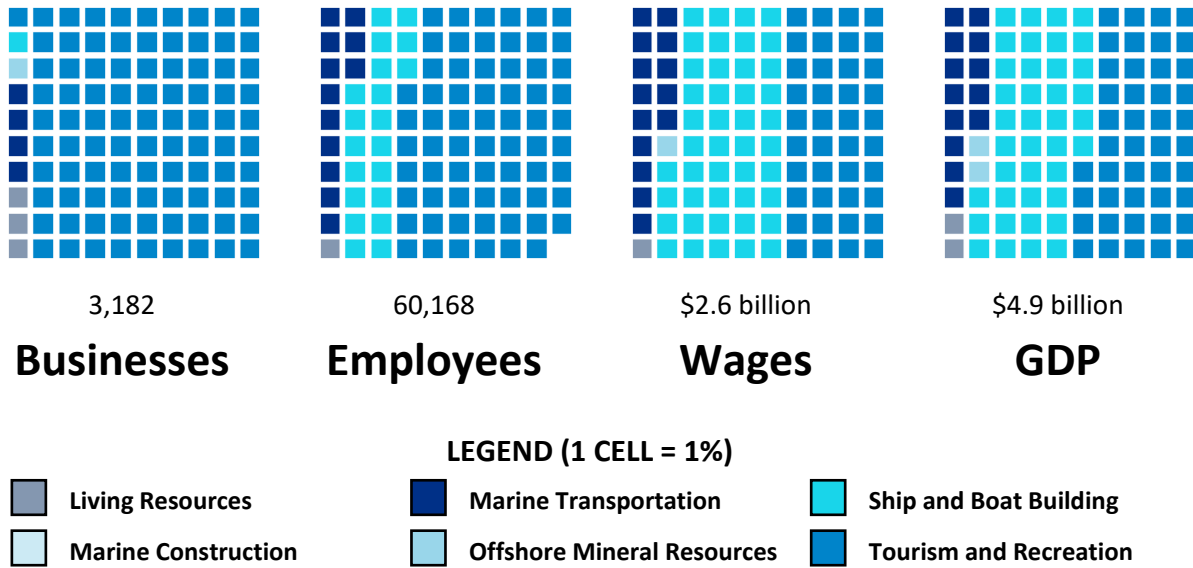 3,182 60,168 $2.6 billion $4.9 billion
Businesses Employees Wages GDP
LEGEND (1 CELL = 1%)
Living Resources Marine Transportation Ship and Boat Building
Marine Construction Offshore Mineral Resources Tourism and Recreation